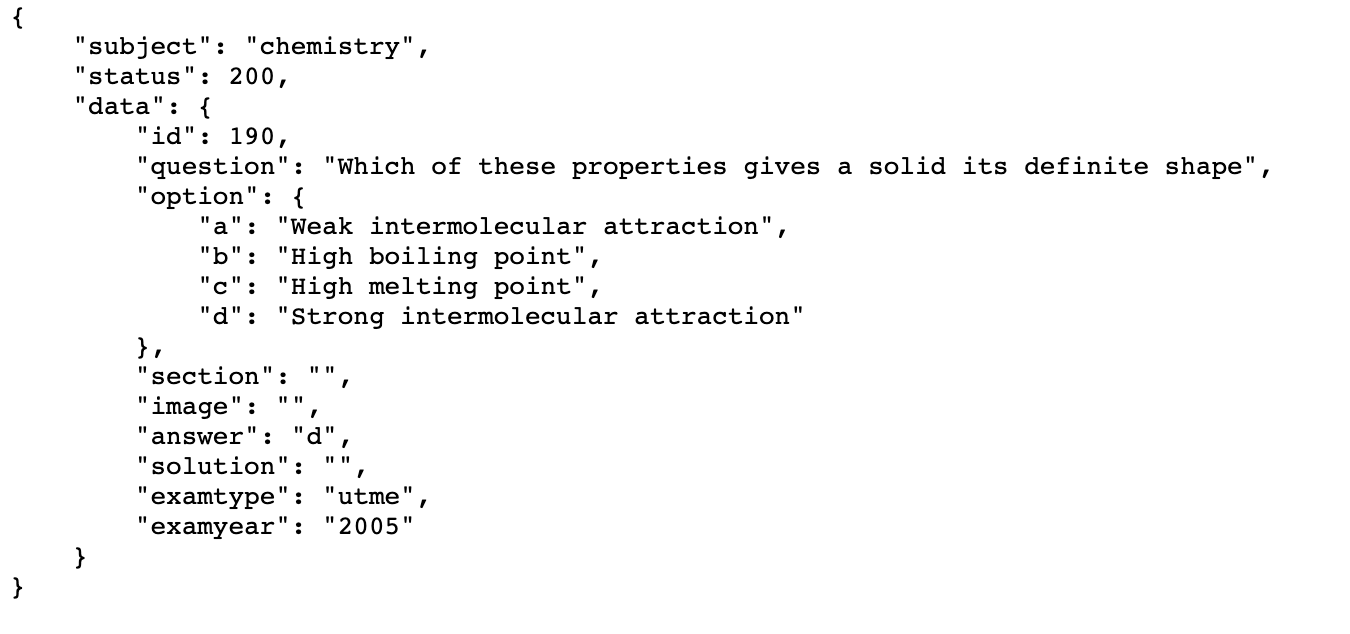 {
    "subject": "chemistry",
    "status": 200,
    "data": {
        "id": 190,
        "question": "Which of these properties gives a solid its definite shape",
        "option": {
            "a": "Weak intermolecular attraction",
            "b": "High boiling point",
            "c": "High melting point",
            "d": "Strong intermolecular attraction"
        },
        "section": "",
        "image": "",
        "answer": "d",
        "solution": "",
        "examtype": "utme",
        "examyear": "2005"
    }
}